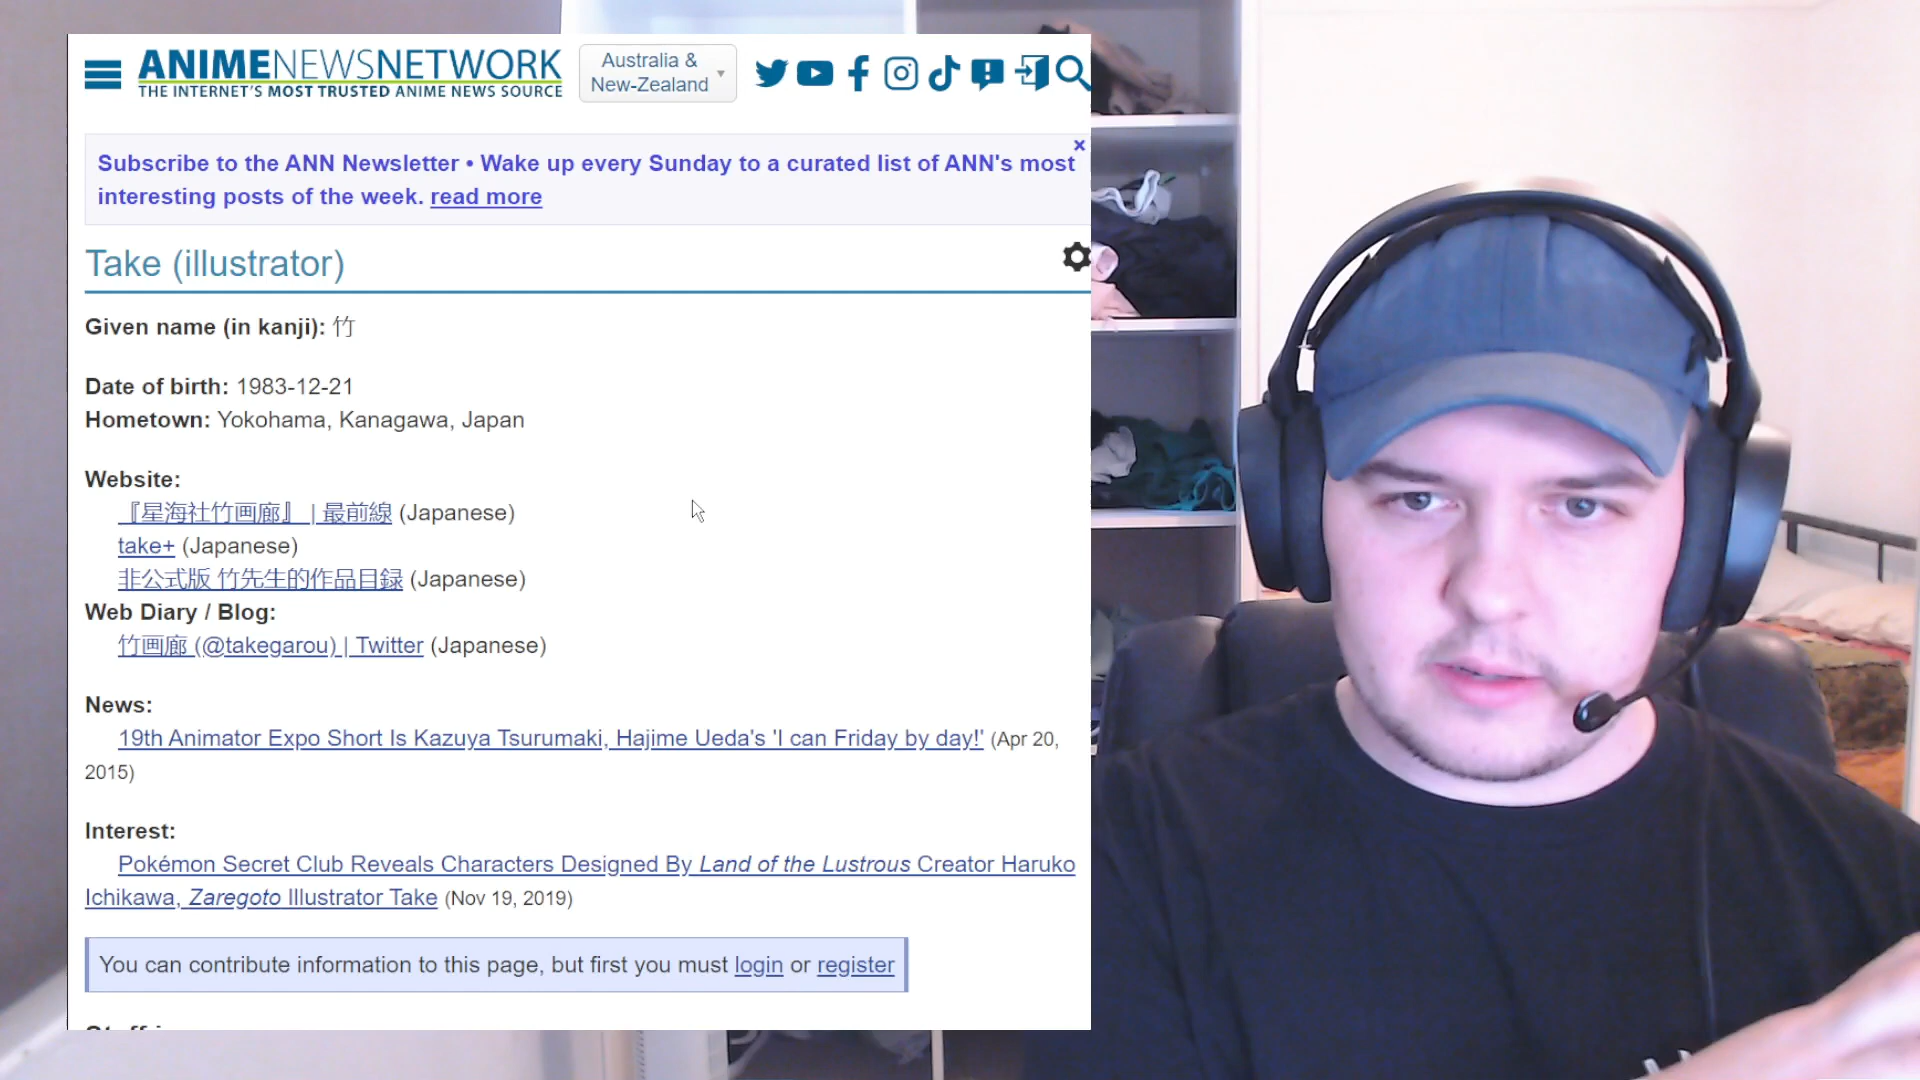 ANIMENEWSNETWORK
THE INTERNET'S MOST TRUSTED ANIME NEWS SOURCE
Australia &
New-Zealand
Subscribe to the ANN Newsletter • Wake up every Sunday to a curated list of ANN's most
interesting posts of the week. read more
×
Take (illustrator)
Given name (in kanji): 竹
Date of birth: 1983-12-21
Hometown: Yokohama, Kanagawa, Japan
Website:
『星海社竹画廊』 | 最前線 (Japanese)
take+ (Japanese)
非公式版 竹先生的作品目録 (Japanese)
Web Diary / Blog:
竹画廊 (@takegarou) | Twitter (Japanese)
News:
19th Animator Expo Short Is Kazuya Tsurumaki, Hajime Ueda's 'I can Friday by day!' (Apr 20,
2015)
Interest:
Pokémon Secret Club Reveals Characters Designed By Land of the Lustrous Creator Haruko
Ichikawa, Zaregoto Illustrator Take (Nov 19, 2019)
You can contribute information to this page, but first you must login or register